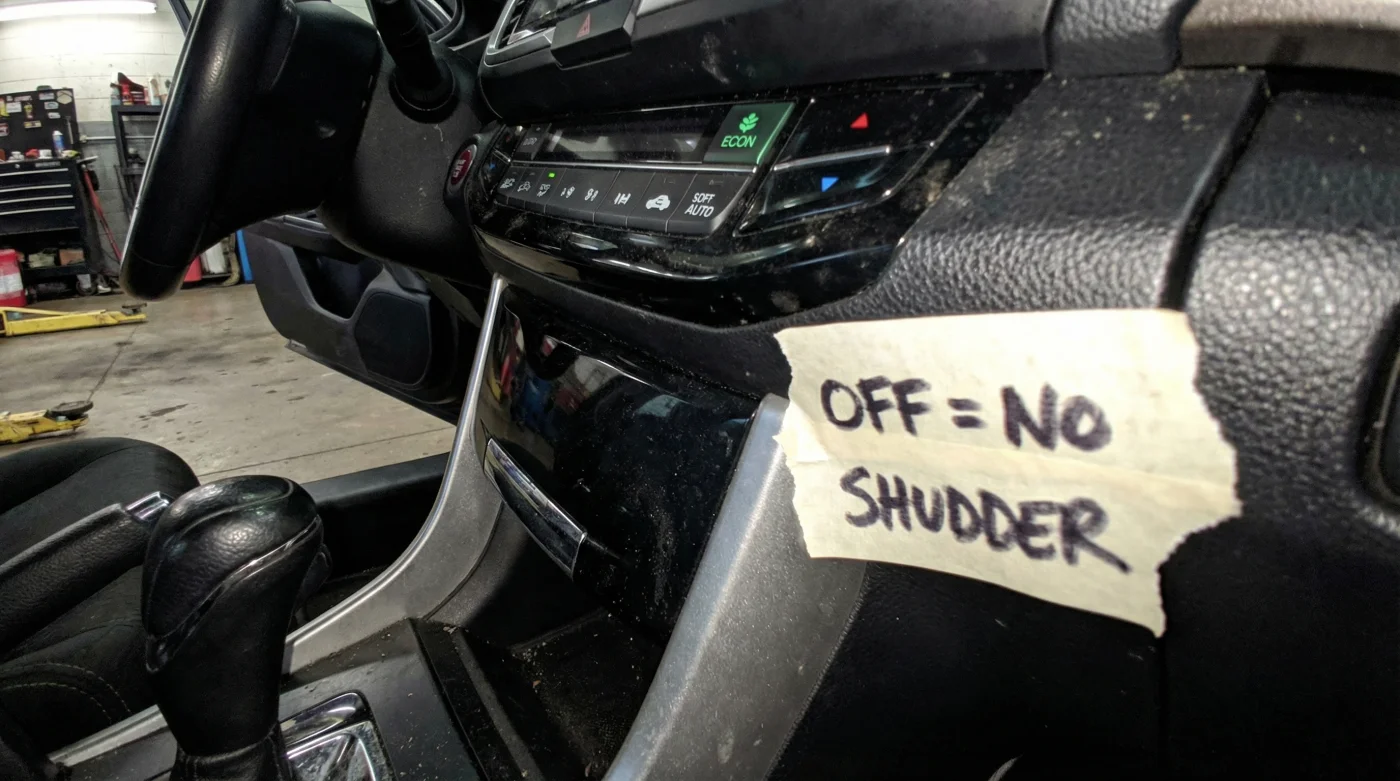 ECON
SOFT
AUTO
OFF = NO
SHUDDER